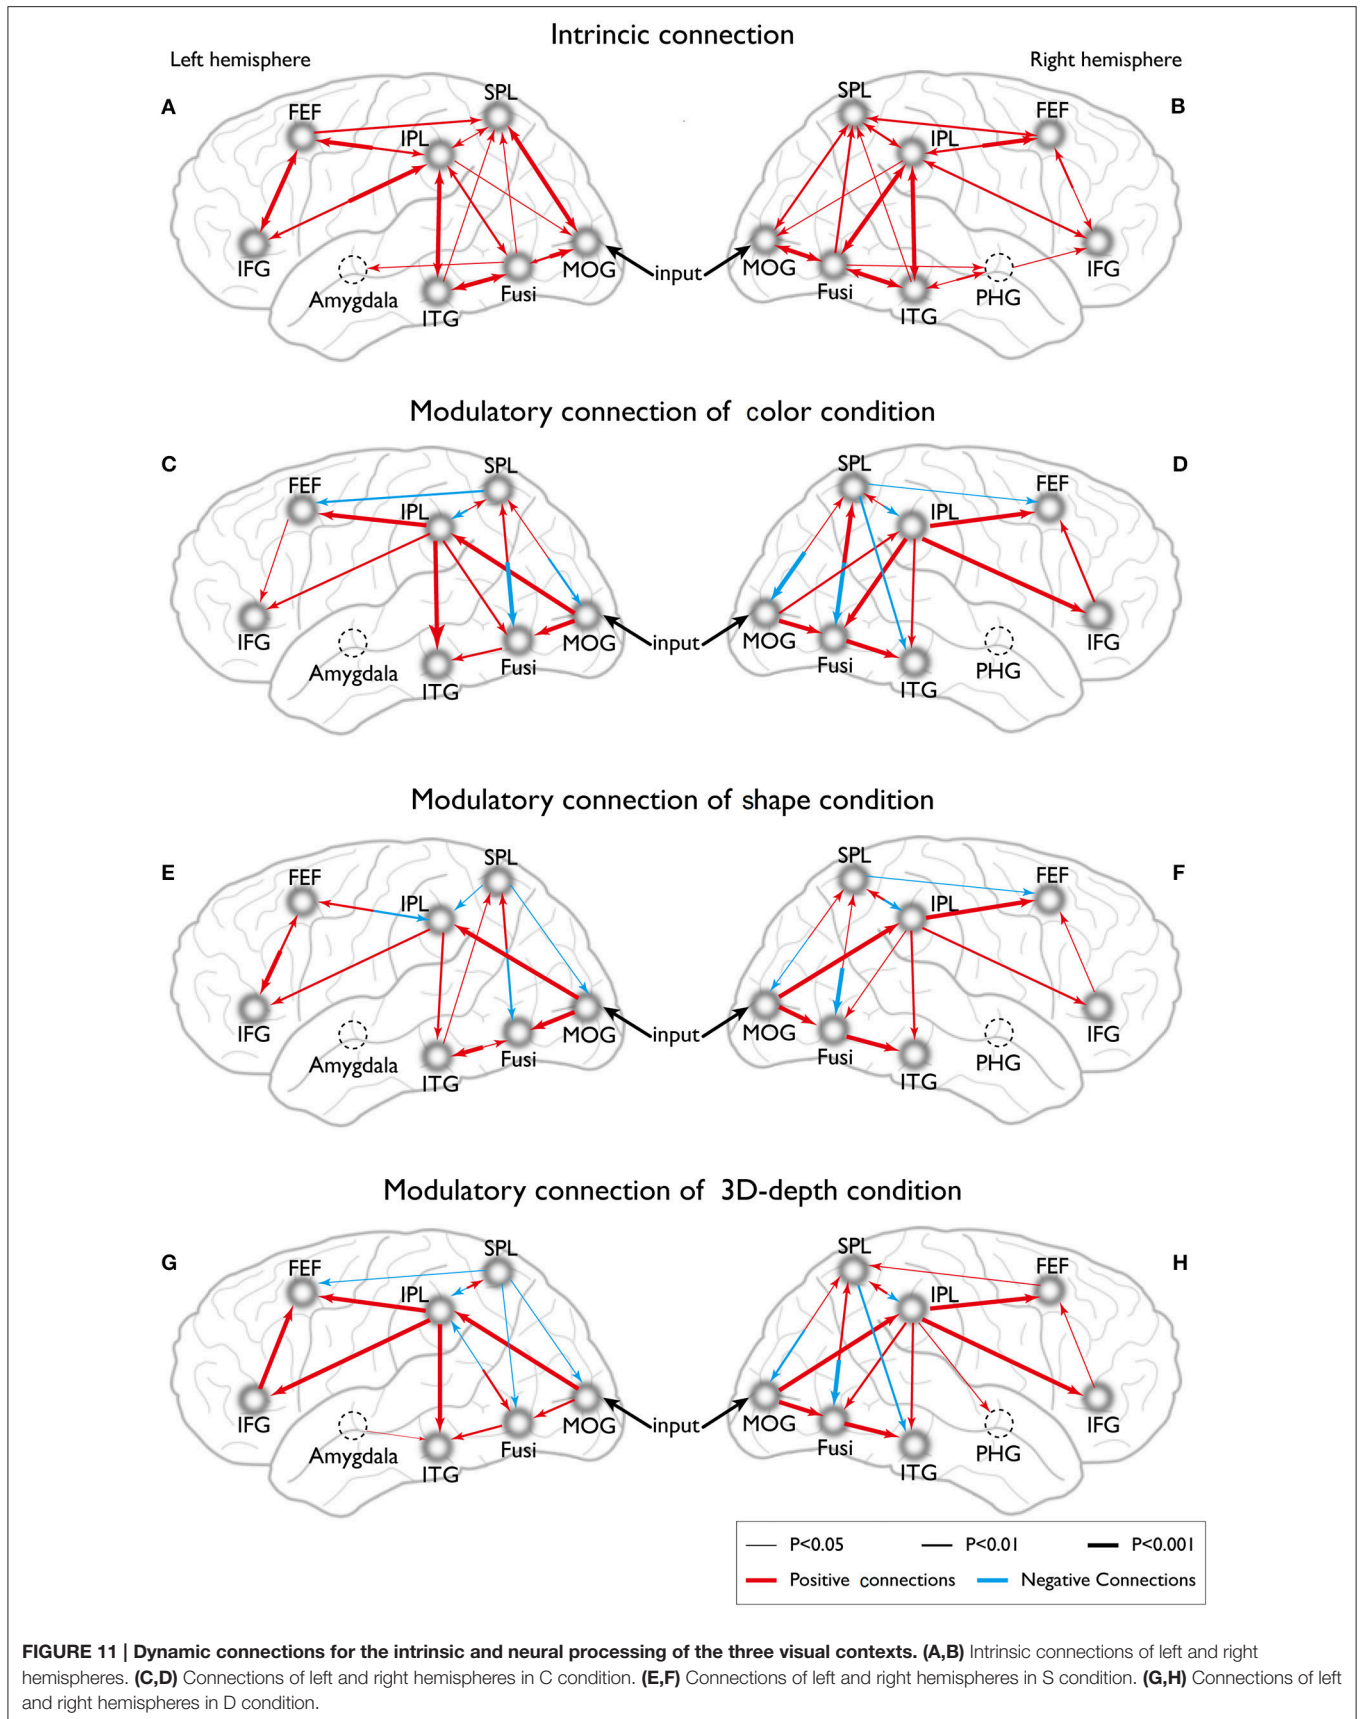 Intrincic connection
Left hemisphere
Right hemisphere
A
B
FEF
SPL
IPL
IFG
Amygdala
ITG
Fusi
MOG
input
SPL
IPL
FEF
MOG
Fusi
ITG
PHG
IFG
Modulatory connection of color condition
C
D
FEF
SPL
IPL
IFG
Amygdala
ITG
Fusi
MOG
input
SPL
IPL
FEF
MOG
Fusi
ITG
PHG
IFG
Modulatory connection of shape condition
E
F
FEF
SPL
IPL
IFG
Amygdala
ITG
Fusi
MOG
input
SPL
IPL
FEF
MOG
Fusi
ITG
PHG
IFG
Modulatory connection of 3D-depth condition
G
H
FEF
SPL
IPL
IFG
Amygdala
ITG
Fusi
MOG
input
SPL
IPL
FEF
MOG
Fusi
ITG
PHG
IFG
P<0.05 P<0.01 P<0.001
Positive connections Negative Connections
FIGURE 11 | Dynamic connections for the intrinsic and neural processing of the three visual contexts. (A,B) Intrinsic connections of left and right
hemispheres. (C,D) Connections of left and right hemispheres in C condition. (E,F) Connections of left and right hemispheres in S condition. (G,H) Connections of left
and right hemispheres in D condition.